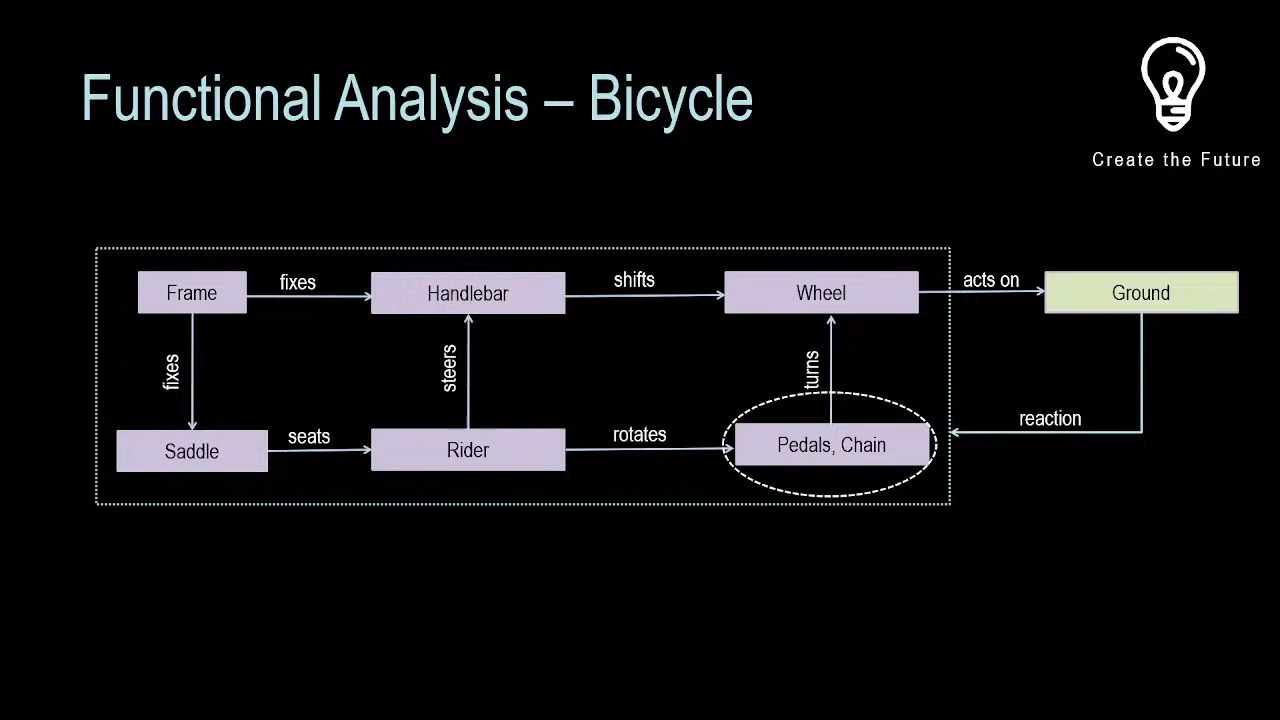 Functional Analysis – Bicycle
Create the Future
Frame
fixes
Handlebar
shifts
Wheel
acts on
Ground
fixes
steers
turns
reaction
Saddle
seats
Rider
rotates
Pedals, Chain